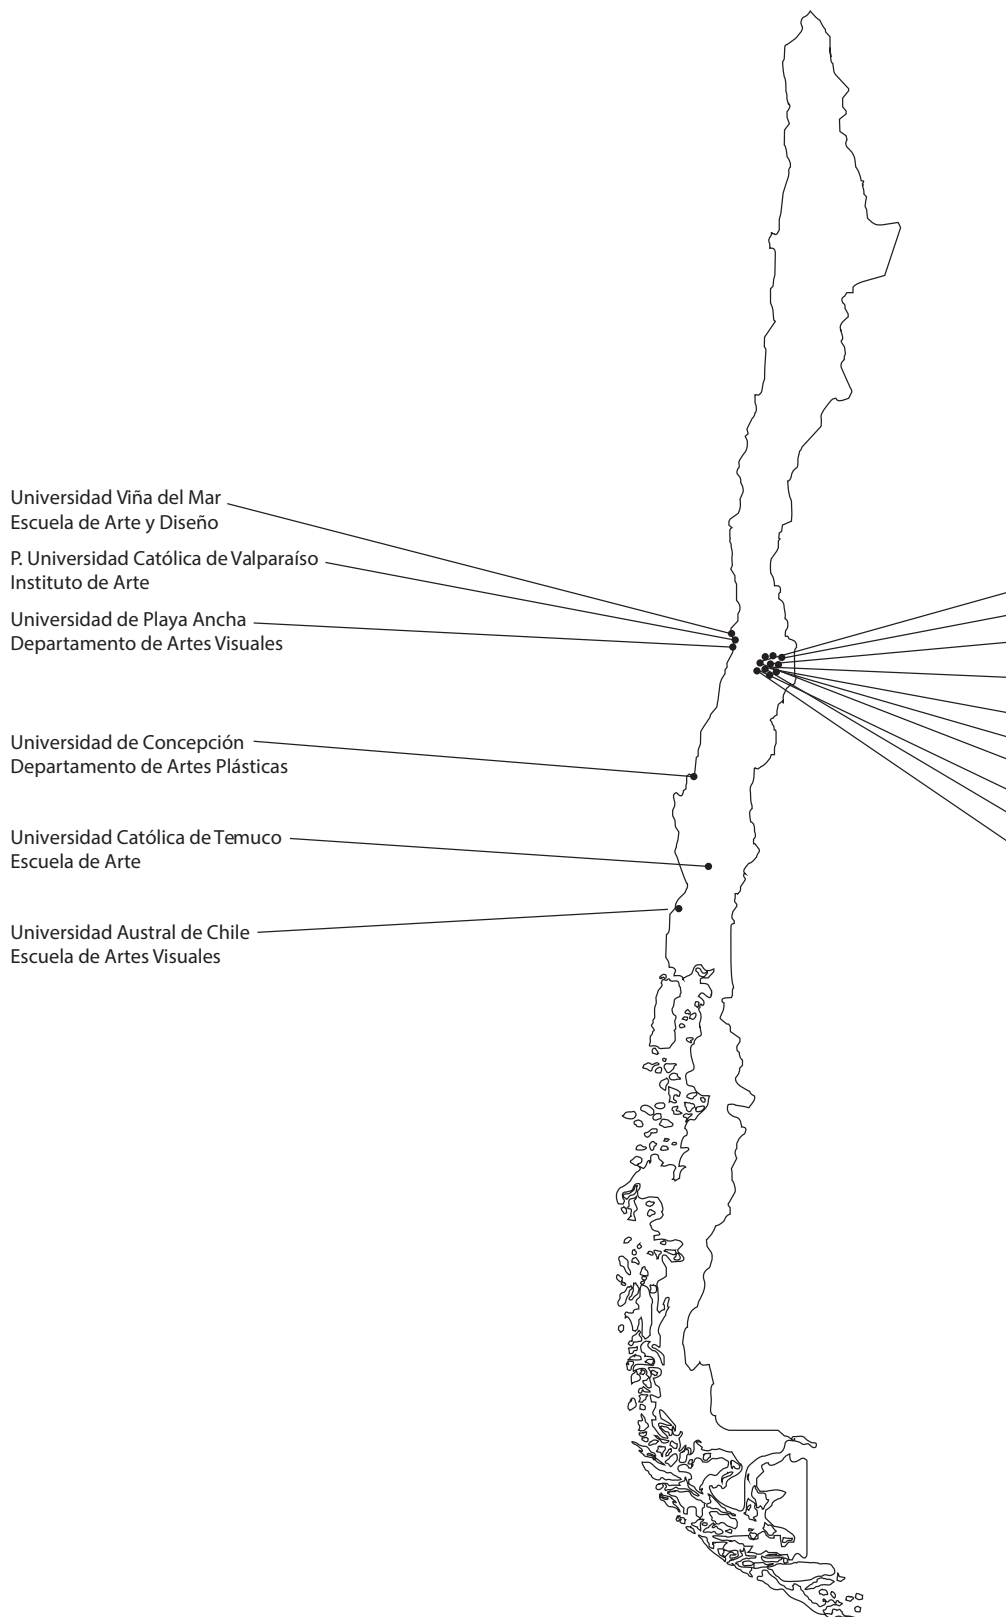 Universidad Viña del Mar
Escuela de Arte y Diseño
P. Universidad Católica de Valparaíso
Instituto de Arte
Universidad de Playa Ancha
Departamento de Artes Visuales
Universidad de Concepción
Departamento de Artes Plásticas
Universidad Católica de Temuco
Escuela de Arte
Universidad Austral de Chile
Escuela de Artes Visuales